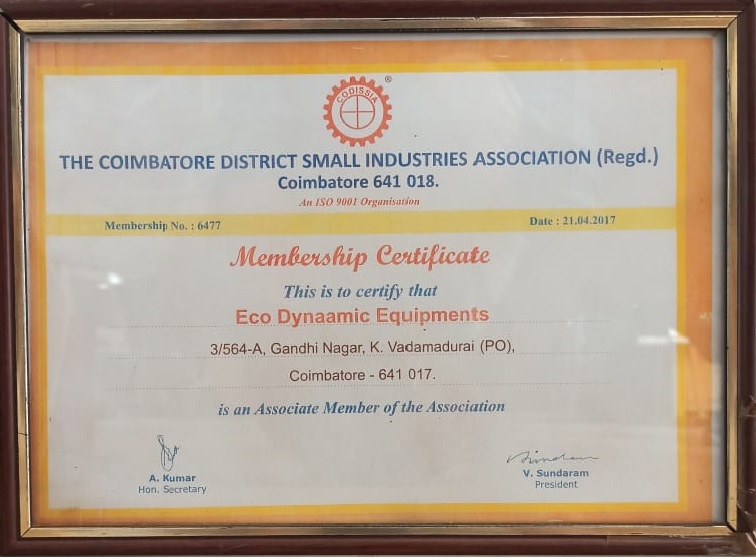 CODISSIA
®
THE COIMBATORE DISTRICT SMALL INDUSTRIES ASSOCIATION (Regd.)
Coimbatore 641 018.
An ISO 9001 Organisation
Membership No. : 6477
Date : 21.04.2017
Membership Certificate
This is to certify that
Eco Dynaamic Equipments
3/564-A, Gandhi Nagar, K. Vadamadurai (PO),
Coimbatore - 641 017.
is an Associate Member of the Association
A. Kumar
Hon. Secretary
V. Sundaram
President